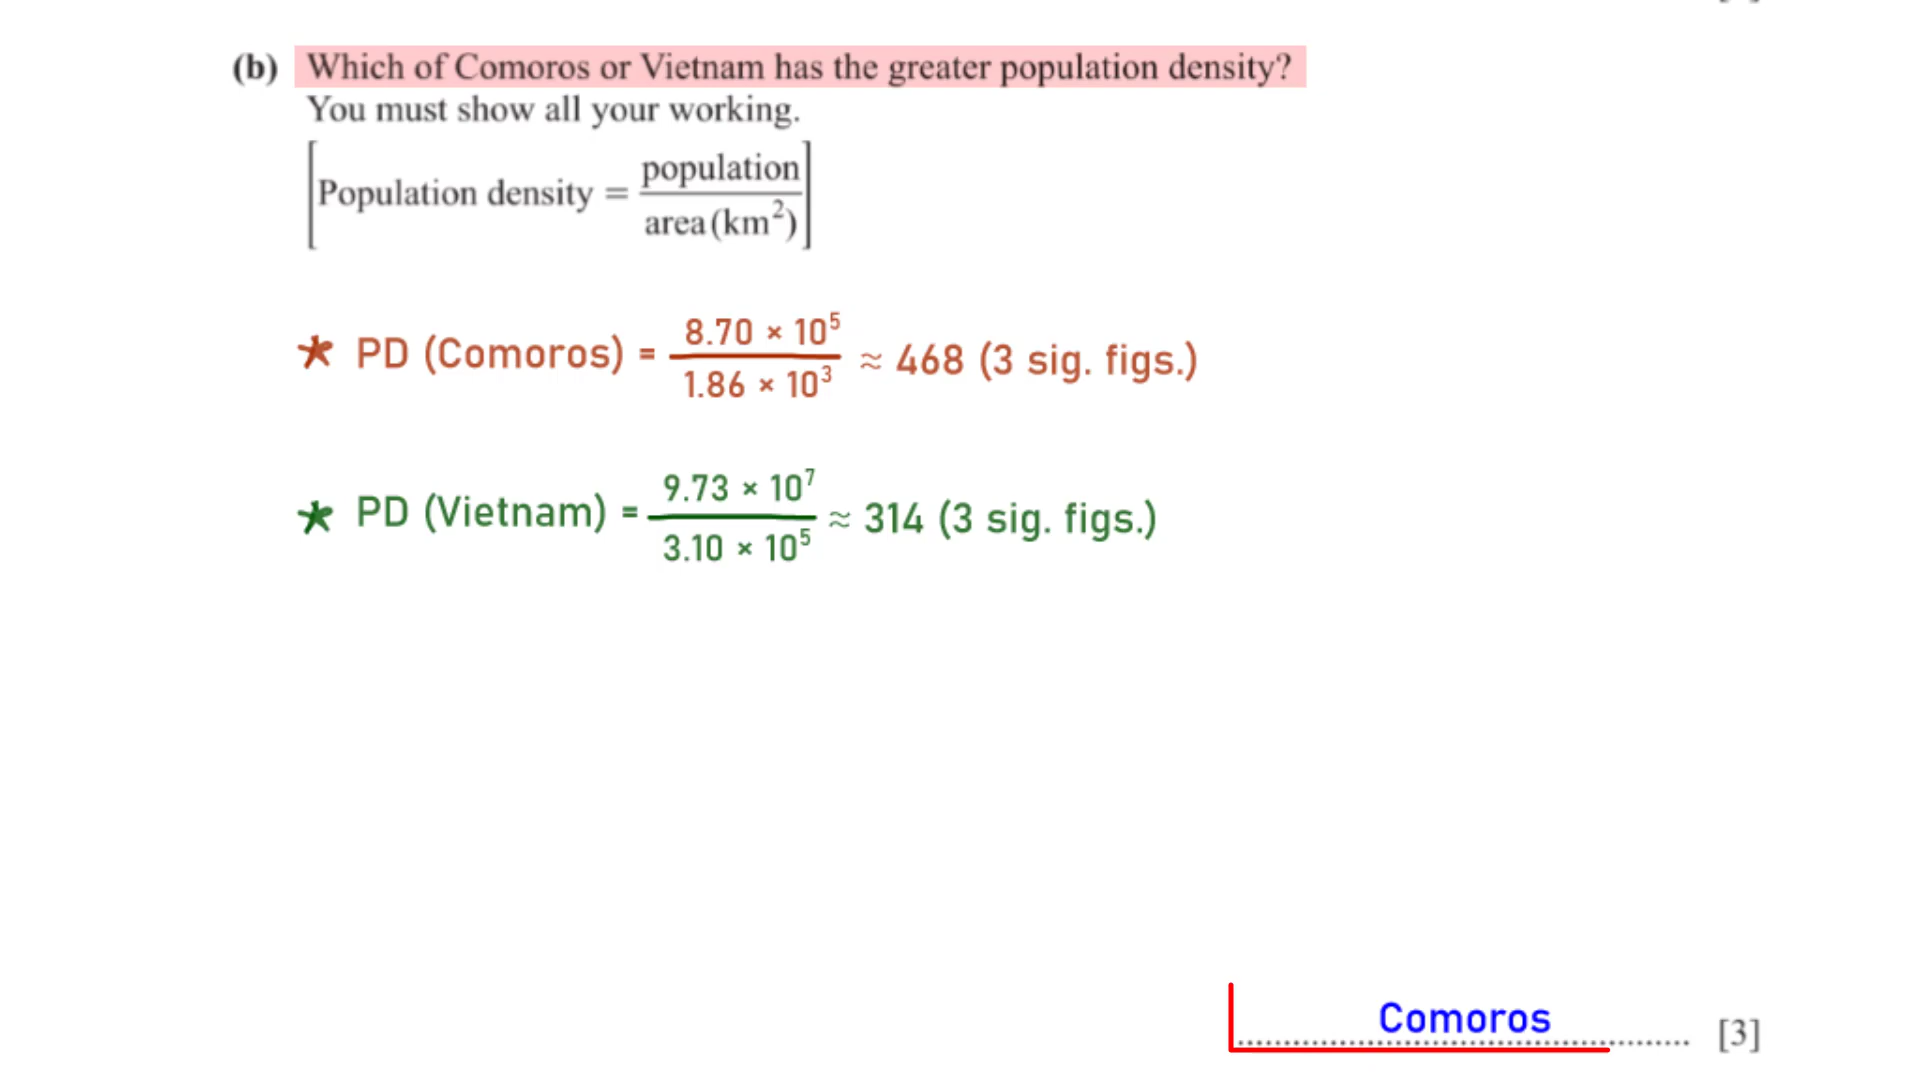 (b) Which of Comoros or Vietnam has the greater population density?
You must show all your working.
[Population density = population / area (km²)]
* PD (Comoros) = 8.70 × 10⁵ / 1.86 × 10³ ≈ 468 (3 sig. figs.)
* PD (Vietnam) = 9.73 × 10⁷ / 3.10 × 10⁵ ≈ 314 (3 sig. figs.)
Comoros [3]